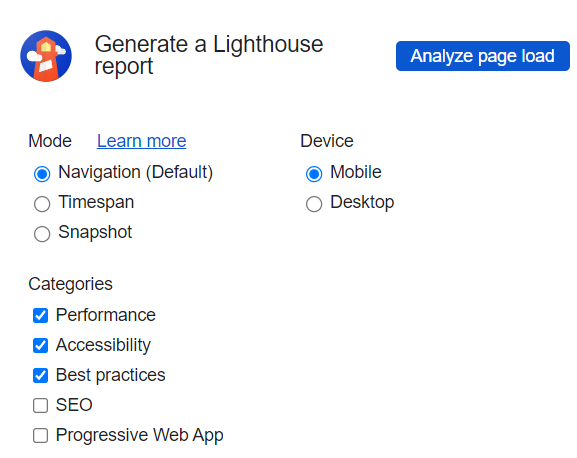 Generate a Lighthouse
report
Analyze page load
Mode Learn more
Navigation (Default)
Timespan
Snapshot
Device
Mobile
Desktop
Categories
Performance
Accessibility
Best practices
SEO
Progressive Web App